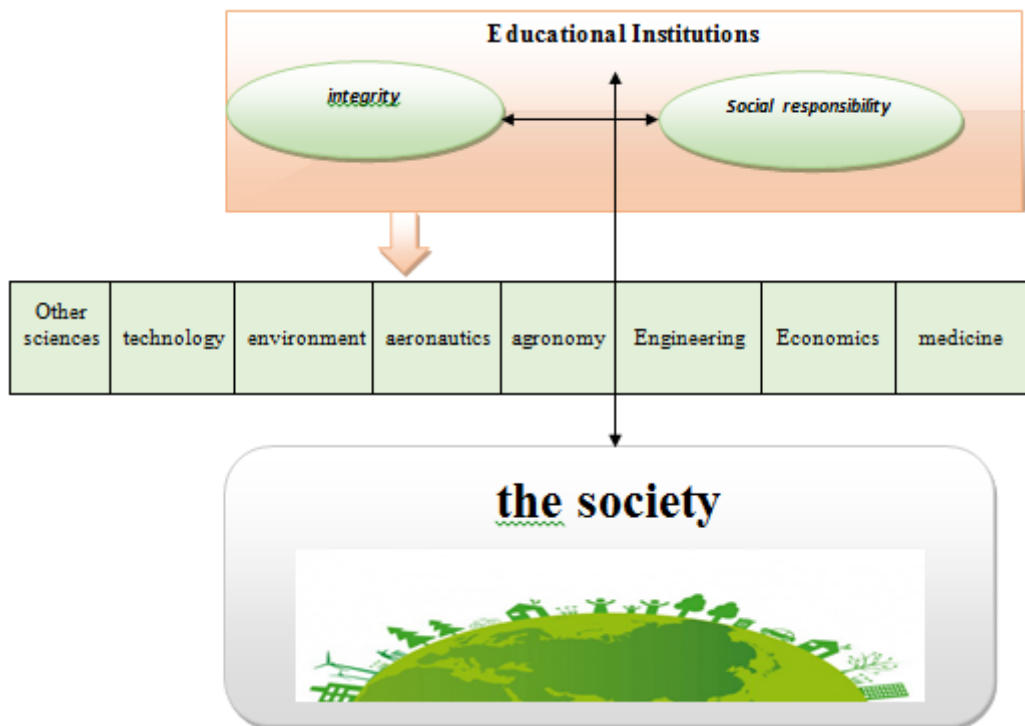 Educational Institutions
integrity
Social responsibility
Other
sciences
technology
environment
aeronautics
agronomy
Engineering
Economics
medicine
the society